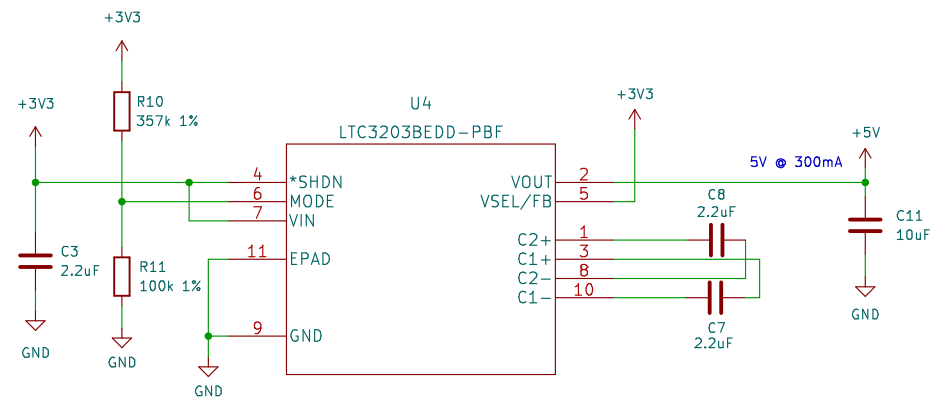 +3V3
+3V3
R10
357k 1%
U4
LTC3203BEDD-PBF
+3V3
+5V
5V @ 300mA
4
*SHDN
6
MODE
7
VIN
11
EPAD
9
GND
VOUT
2
VSEL/FB
5
C2+
1
C1+
3
C2-
8
C1-
10
C8
2.2uF
C11
10uF
C3
2.2uF
R11
100k 1%
C7
2.2uF
GND
GND
GND
GND